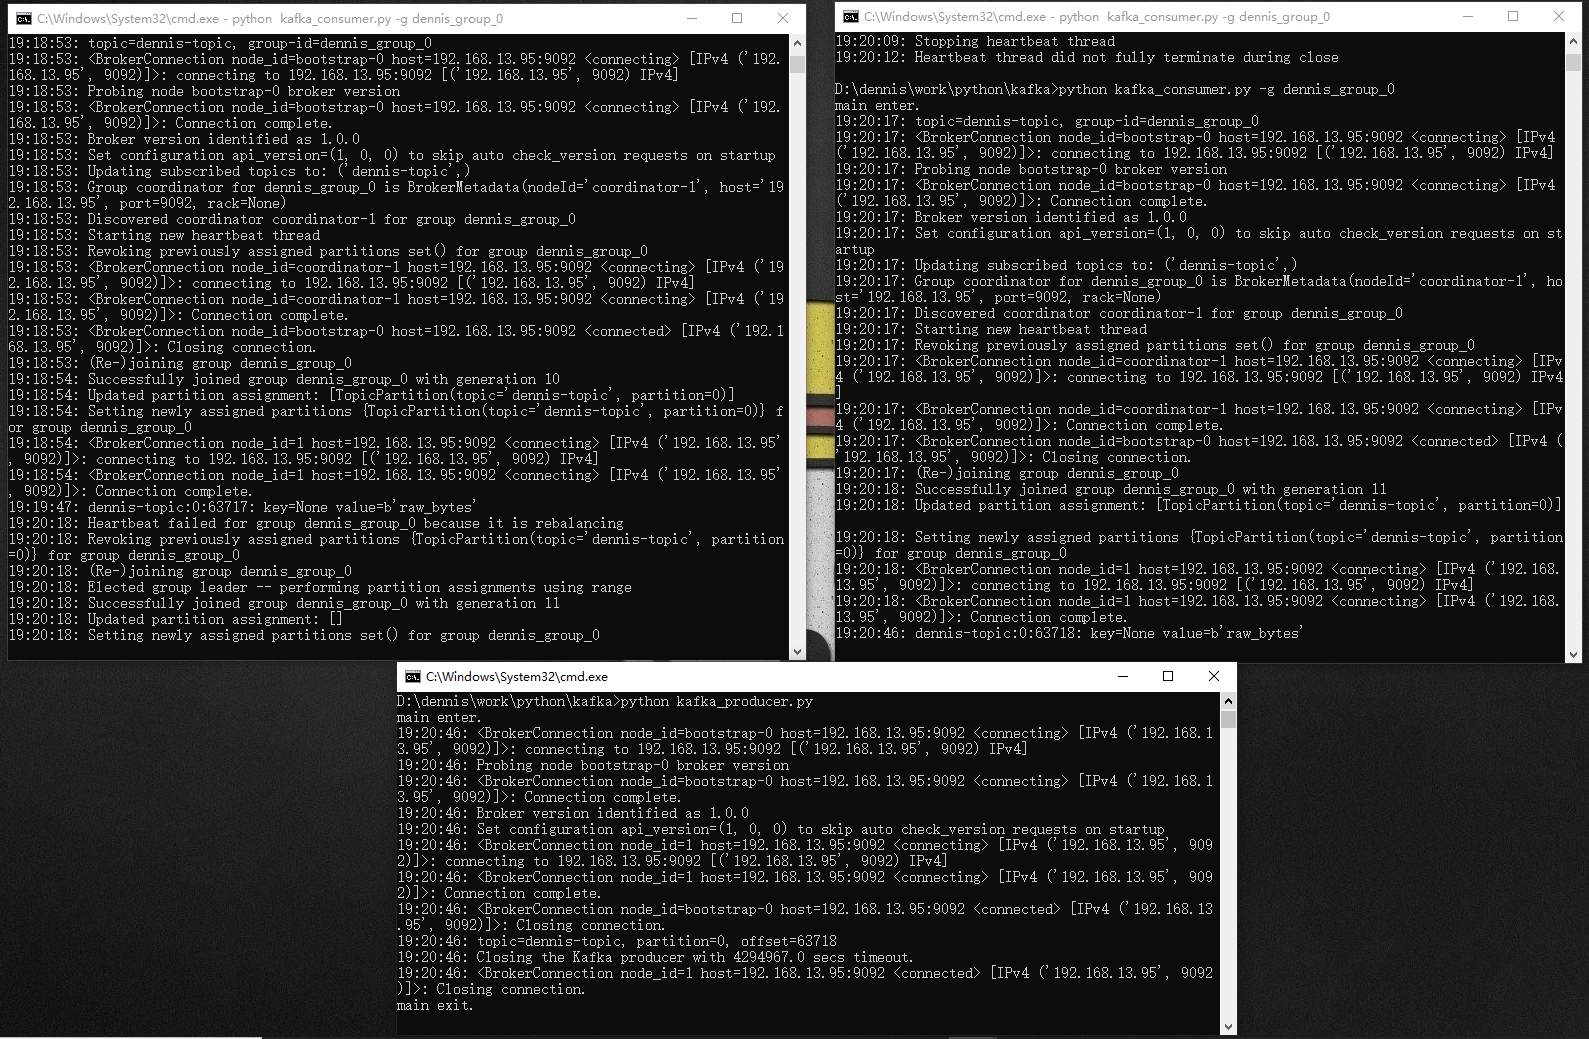 C:\Windows\System32\cmd.exe - python  kafka_consumer.py -g dennis_group_0
19:18:53: topic=dennis-topic, group-id=dennis_group_0
19:18:53: <BrokerConnection node_id=bootstrap-0 host=192.168.13.95:9092 <connecting> [IPv4 ('192.
168.13.95', 9092)]>: connecting to 192.168.13.95:9092 [('192.168.13.95', 9092) IPv4]
19:18:53: Probing node bootstrap-0 broker version
19:18:53: <BrokerConnection node_id=bootstrap-0 host=192.168.13.95:9092 <connecting> [IPv4 ('192.
168.13.95', 9092)]>: Connection complete.
19:18:53: Broker version identified as 1.0.0
19:18:53: Set configuration api_version=(1, 0, 0) to skip auto check_version requests on startup
19:18:53: Updating subscribed topics to: ('dennis-topic',)
19:18:53: Group coordinator for dennis_group_0 is BrokerMetadata(nodeId='coordinator-1', host='19
2.168.13.95', port=9092, rack=None)
19:18:53: Discovered coordinator coordinator-1 for group dennis_group_0
19:18:53: Starting new heartbeat thread
19:18:53: Revoking previously assigned partitions set() for group dennis_group_0
19:18:53: <BrokerConnection node_id=coordinator-1 host=192.168.13.95:9092 <connecting> [IPv4 ('19
2.168.13.95', 9092)]>: connecting to 192.168.13.95:9092 [('192.168.13.95', 9092) IPv4]
19:18:53: <BrokerConnection node_id=coordinator-1 host=192.168.13.95:9092 <connecting> [IPv4 ('19
2.168.13.95', 9092)]>: Connection complete.
19:18:53: <BrokerConnection node_id=bootstrap-0 host=192.168.13.95:9092 <connected> [IPv4 ('192.1
68.13.95', 9092)]>: Closing connection.
19:18:53: (Re-)joining group dennis_group_0
19:18:54: Successfully joined group dennis_group_0 with generation 10
19:18:54: Updated partition assignment: [TopicPartition(topic='dennis-topic', partition=0)]
19:18:54: Setting newly assigned partitions {TopicPartition(topic='dennis-topic', partition=0)} f
or group dennis_group_0
19:18:54: <BrokerConnection node_id=1 host=192.168.13.95:9092 <connecting> [IPv4 ('192.168.13.95'
, 9092)]>: connecting to 192.168.13.95:9092 [('192.168.13.95', 9092) IPv4]
19:18:54: <BrokerConnection node_id=1 host=192.168.13.95:9092 <connecting> [IPv4 ('192.168.13.95'
, 9092)]>: Connection complete.
19:19:47: dennis-topic:0:63717: key=None value=b'raw_bytes'
19:20:18: Heartbeat failed for group dennis_group_0 because it is rebalancing
19:20:18: Revoking previously assigned partitions {TopicPartition(topic='dennis-topic', partition
=0)} for group dennis_group_0
19:20:18: (Re-)joining group dennis_group_0
19:20:18: Elected group leader -- performing partition assignments using range
19:20:18: Successfully joined group dennis_group_0 with generation 11
19:20:18: Updated partition assignment: []
19:20:18: Setting newly assigned partitions set() for group dennis_group_0
C:\Windows\System32\cmd.exe - python  kafka_consumer.py -g dennis_group_0
19:20:09: Stopping heartbeat thread
19:20:12: Heartbeat thread did not fully terminate during close
D:\dennis\work\python\kafka>python kafka_consumer.py -g dennis_group_0
main enter.
19:20:17: topic=dennis-topic, group-id=dennis_group_0
19:20:17: <BrokerConnection node_id=bootstrap-0 host=192.168.13.95:9092 <connecting> [IPv4
('192.168.13.95', 9092)]>: connecting to 192.168.13.95:9092 [('192.168.13.95', 9092) IPv4]
19:20:17: Probing node bootstrap-0 broker version
19:20:17: <BrokerConnection node_id=bootstrap-0 host=192.168.13.95:9092 <connecting> [IPv4
('192.168.13.95', 9092)]>: Connection complete.
19:20:17: Broker version identified as 1.0.0
19:20:17: Set configuration api_version=(1, 0, 0) to skip auto check_version requests on st
artup
19:20:17: Updating subscribed topics to: ('dennis-topic',)
19:20:17: Group coordinator for dennis_group_0 is BrokerMetadata(nodeId='coordinator-1', ho
st='192.168.13.95', port=9092, rack=None)
19:20:17: Discovered coordinator coordinator-1 for group dennis_group_0
19:20:17: Starting new heartbeat thread
19:20:17: Revoking previously assigned partitions set() for group dennis_group_0
19:20:17: <BrokerConnection node_id=coordinator-1 host=192.168.13.95:9092 <connecting> [IPv
4 ('192.168.13.95', 9092)]>: connecting to 192.168.13.95:9092 [('192.168.13.95', 9092) IPv4
]
19:20:17: <BrokerConnection node_id=coordinator-1 host=192.168.13.95:9092 <connecting> [IPv
4 ('192.168.13.95', 9092)]>: Connection complete.
19:20:17: <BrokerConnection node_id=bootstrap-0 host=192.168.13.95:9092 <connected> [IPv4 (
'192.168.13.95', 9092)]>: Closing connection.
19:20:17: (Re-)joining group dennis_group_0
19:20:18: Successfully joined group dennis_group_0 with generation 11
19:20:18: Updated partition assignment: [TopicPartition(topic='dennis-topic', partition=0)]
19:20:18: Setting newly assigned partitions {TopicPartition(topic='dennis-topic', partition
=0)} for group dennis_group_0
19:20:18: <BrokerConnection node_id=1 host=192.168.13.95:9092 <connecting> [IPv4 ('192.168.
13.95', 9092)]>: connecting to 192.168.13.95:9092 [('192.168.13.95', 9092) IPv4]
19:20:18: <BrokerConnection node_id=1 host=192.168.13.95:9092 <connecting> [IPv4 ('192.168.
13.95', 9092)]>: Connection complete.
19:20:46: dennis-topic:0:63718: key=None value=b'raw_bytes'
C:\Windows\System32\cmd.exe
D:\dennis\work\python\kafka>python kafka_producer.py
main enter.
19:20:46: <BrokerConnection node_id=bootstrap-0 host=192.168.13.95:9092 <connecting> [IPv4 ('192.168.1
3.95', 9092)]>: connecting to 192.168.13.95:9092 [('192.168.13.95', 9092) IPv4]
19:20:46: Probing node bootstrap-0 broker version
19:20:46: <BrokerConnection node_id=bootstrap-0 host=192.168.13.95:9092 <connecting> [IPv4 ('192.168.1
3.95', 9092)]>: Connection complete.
19:20:46: Broker version identified as 1.0.0
19:20:46: Set configuration api_version=(1, 0, 0) to skip auto check_version requests on startup
19:20:46: <BrokerConnection node_id=1 host=192.168.13.95:9092 <connecting> [IPv4 ('192.168.13.95', 909
2)]>: connecting to 192.168.13.95:9092 [('192.168.13.95', 9092) IPv4]
19:20:46: <BrokerConnection node_id=1 host=192.168.13.95:9092 <connecting> [IPv4 ('192.168.13.95', 909
2)]>: Connection complete.
19:20:46: <BrokerConnection node_id=bootstrap-0 host=192.168.13.95:9092 <connected> [IPv4 ('192.168.13
.95', 9092)]>: Closing connection.
19:20:46: topic=dennis-topic, partition=0, offset=63718
19:20:46: Closing the Kafka producer with 4294967.0 secs timeout.
19:20:46: <BrokerConnection node_id=1 host=192.168.13.95:9092 <connected> [IPv4 ('192.168.13.95', 9092
)]>: Closing connection.
main exit.